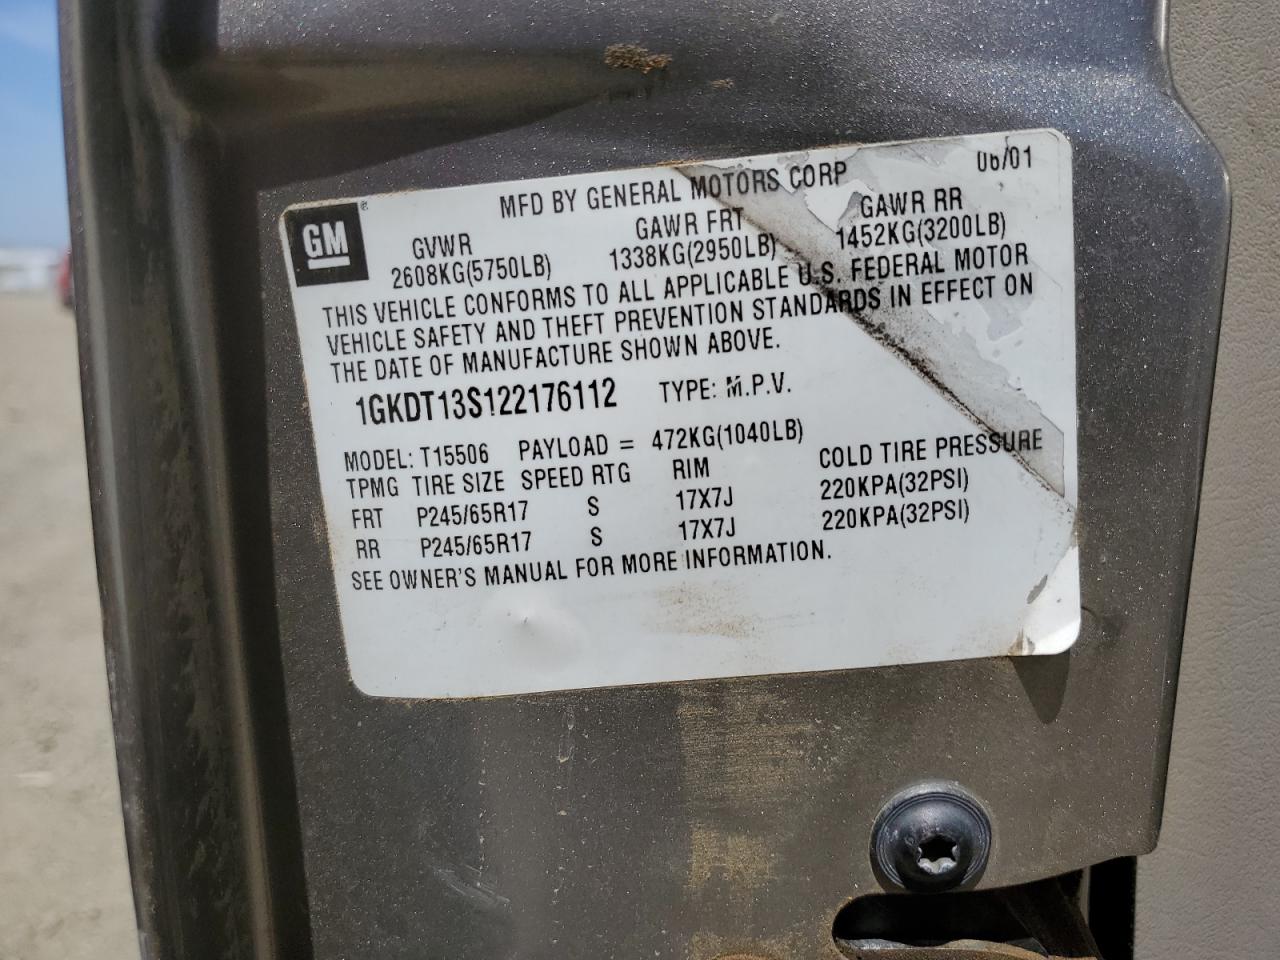 MFD BY GENERAL MOTORS CORP 06/01
GM ®
GVWR GAWR FRT GAWR RR
2608KG(5750LB) 1338KG(2950LB) 1452KG(3200LB)
THIS VEHICLE CONFORMS TO ALL APPLICABLE U.S. FEDERAL MOTOR
VEHICLE SAFETY AND THEFT PREVENTION STANDARDS IN EFFECT ON
THE DATE OF MANUFACTURE SHOWN ABOVE.
1GKDT13S122176112 TYPE: M.P.V.
MODEL: T15506 PAYLOAD = 472KG(1040LB)
TPMG TIRE SIZE SPEED RTG RIM COLD TIRE PRESSURE
FRT P245/65R17 S 17X7J 220KPA(32PSI)
RR P245/65R17 S 17X7J 220KPA(32PSI)
SEE OWNER'S MANUAL FOR MORE INFORMATION.